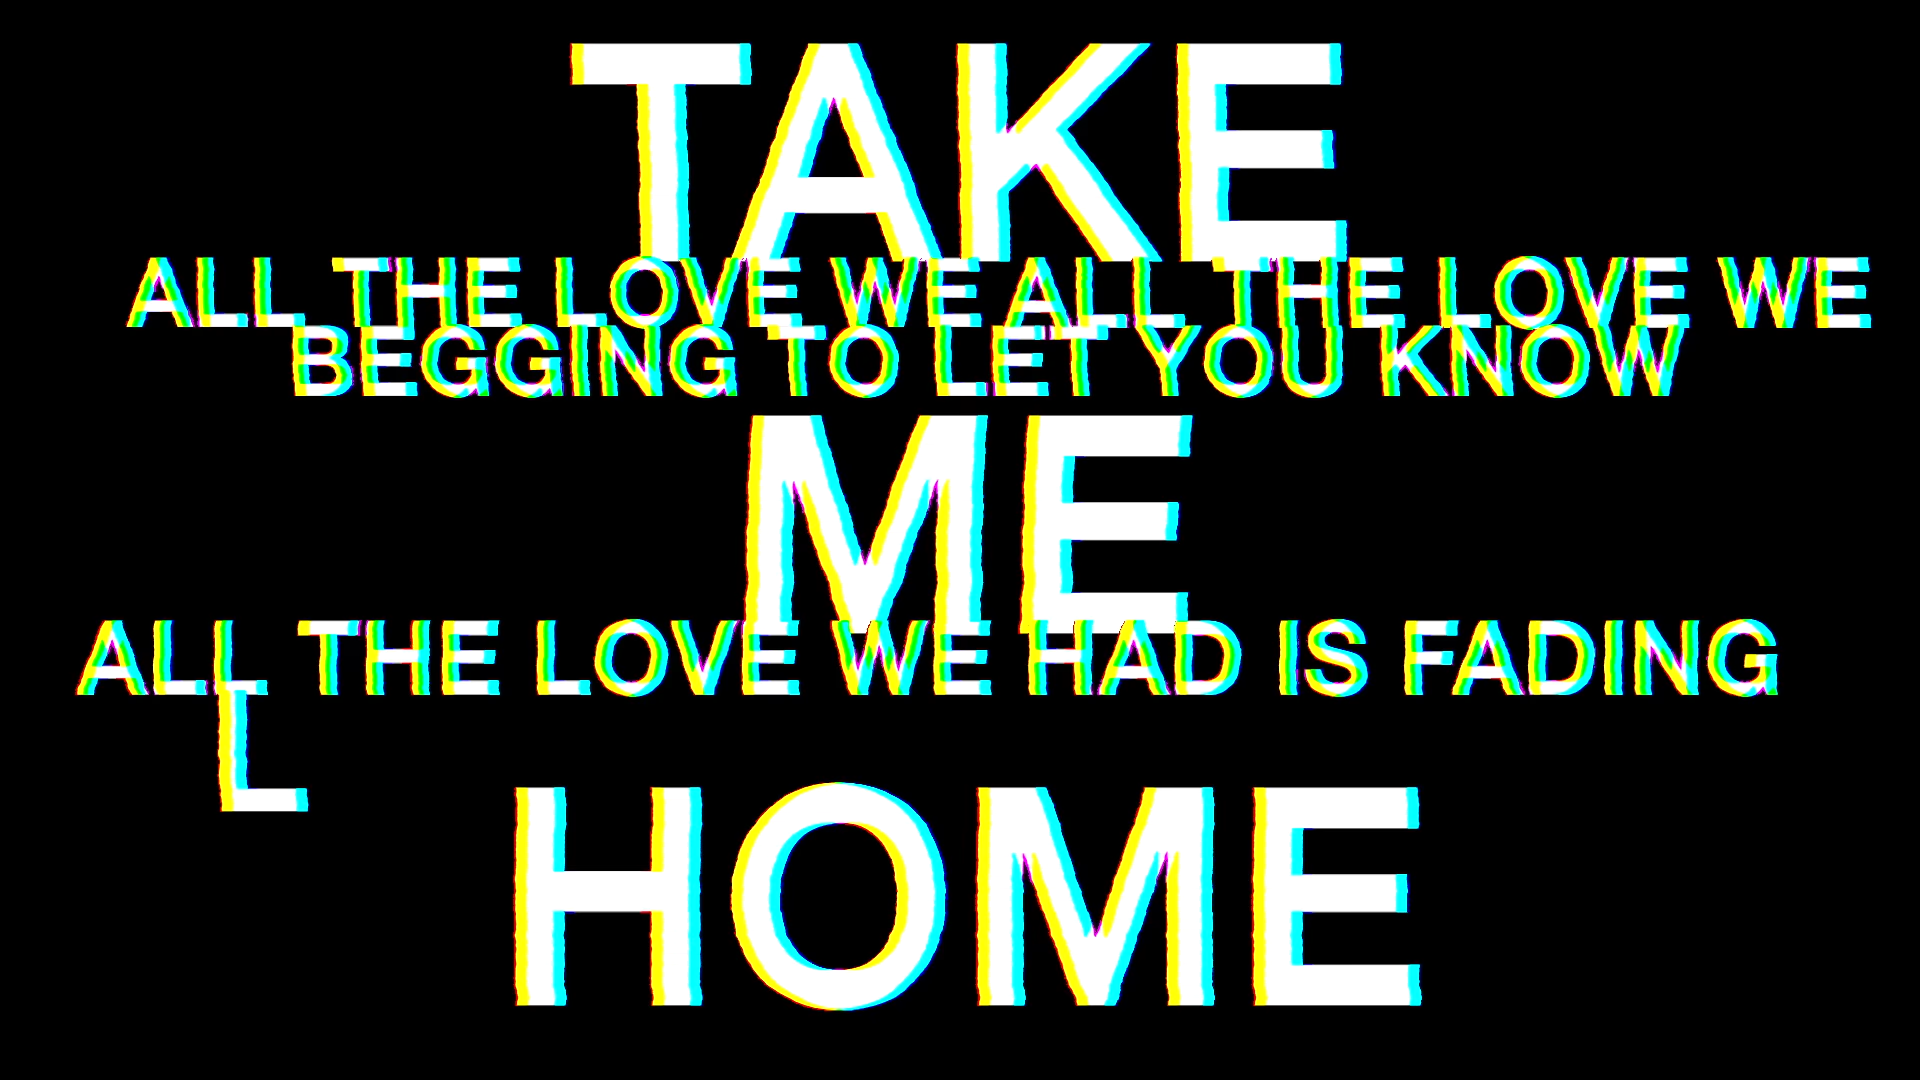 TAKE
ALL THE LOVE WE ALL THE LOVE WE
BEGGING TO LET YOU KNOW
ME
ALL THE LOVE WE HAD IS FADING
L
HOME